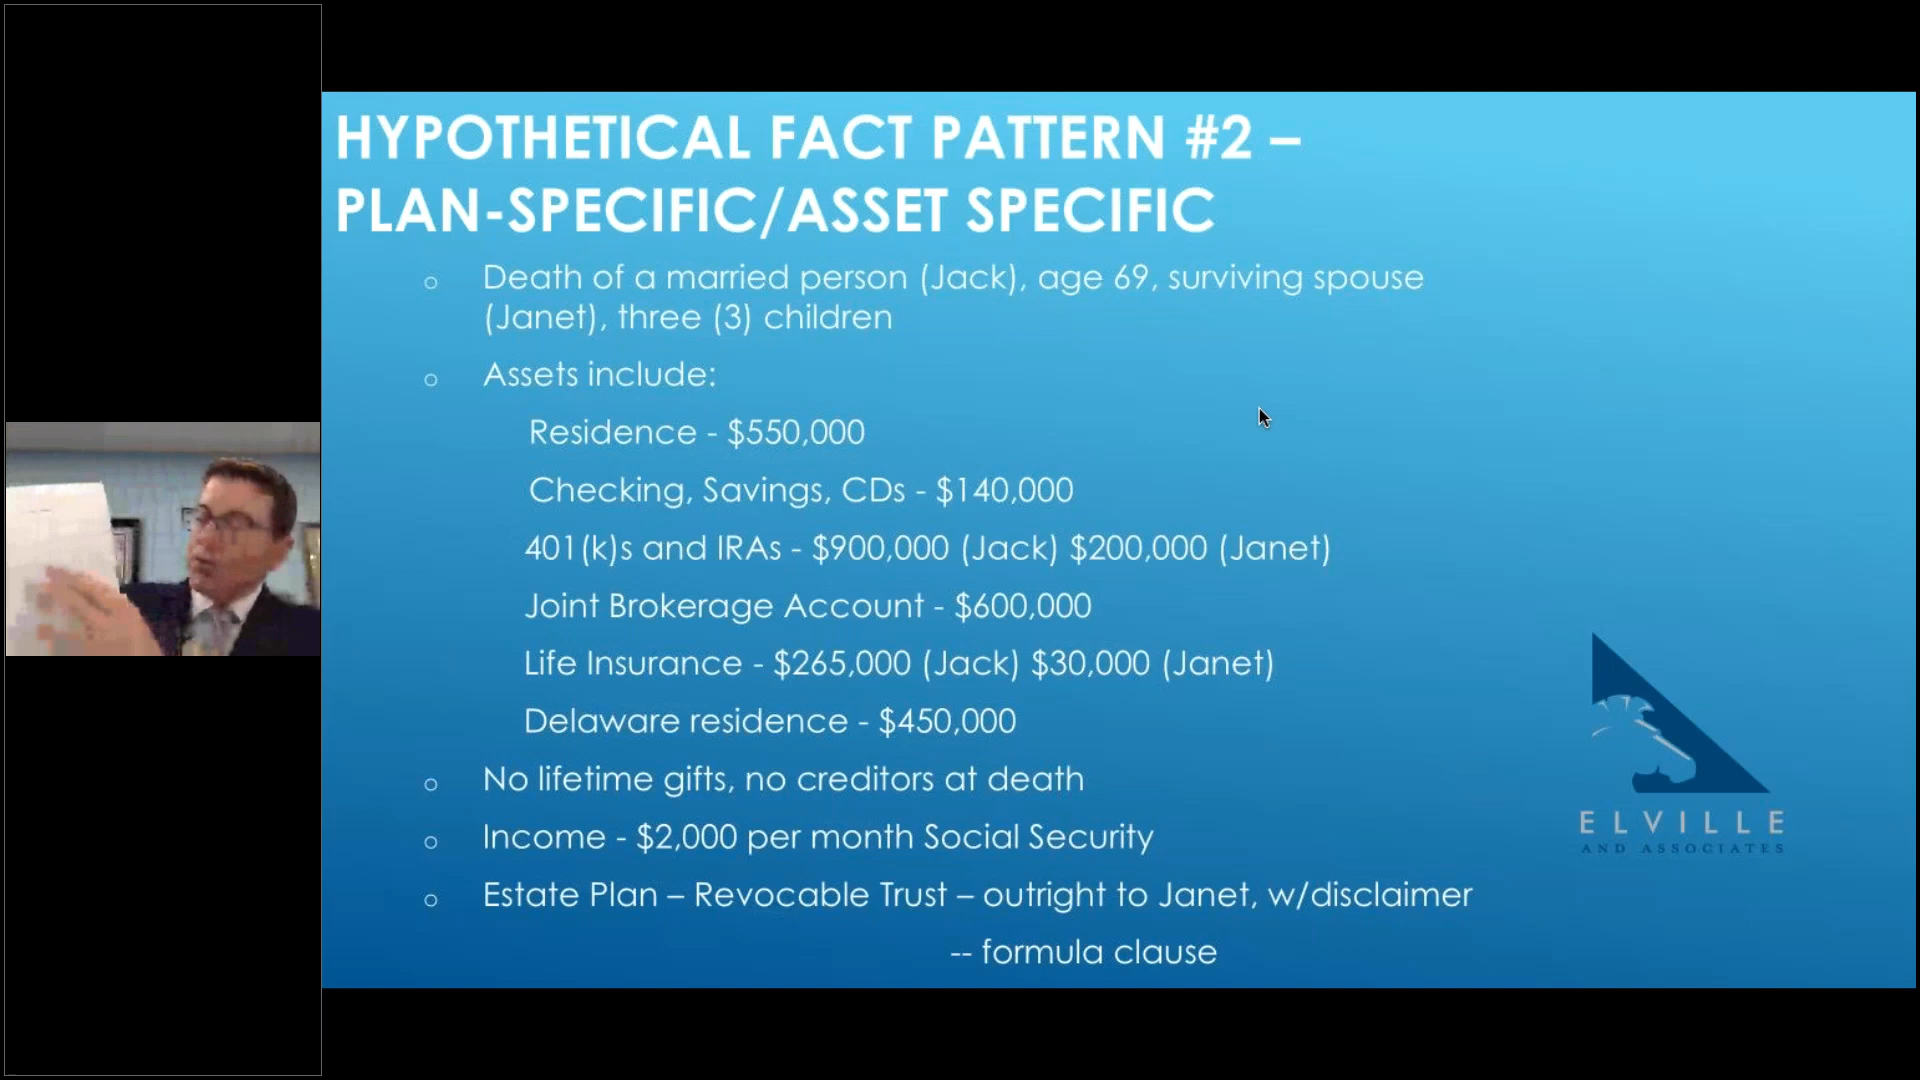 HYPOTHETICAL FACT PATTERN #2 –
PLAN-SPECIFIC/ASSET SPECIFIC
Death of a married person (Jack), age 69, surviving spouse
(Janet), three (3) children
Assets include:
Residence - $550,000
Checking, Savings, CDs - $140,000
401(k)s and IRAs - $900,000 (Jack) $200,000 (Janet)
Joint Brokerage Account - $600,000
Life Insurance - $265,000 (Jack) $30,000 (Janet)
Delaware residence - $450,000
No lifetime gifts, no creditors at death
Income - $2,000 per month Social Security
Estate Plan – Revocable Trust – outright to Janet, w/disclaimer
-- formula clause
ELVILLE
AND ASSOCIATES